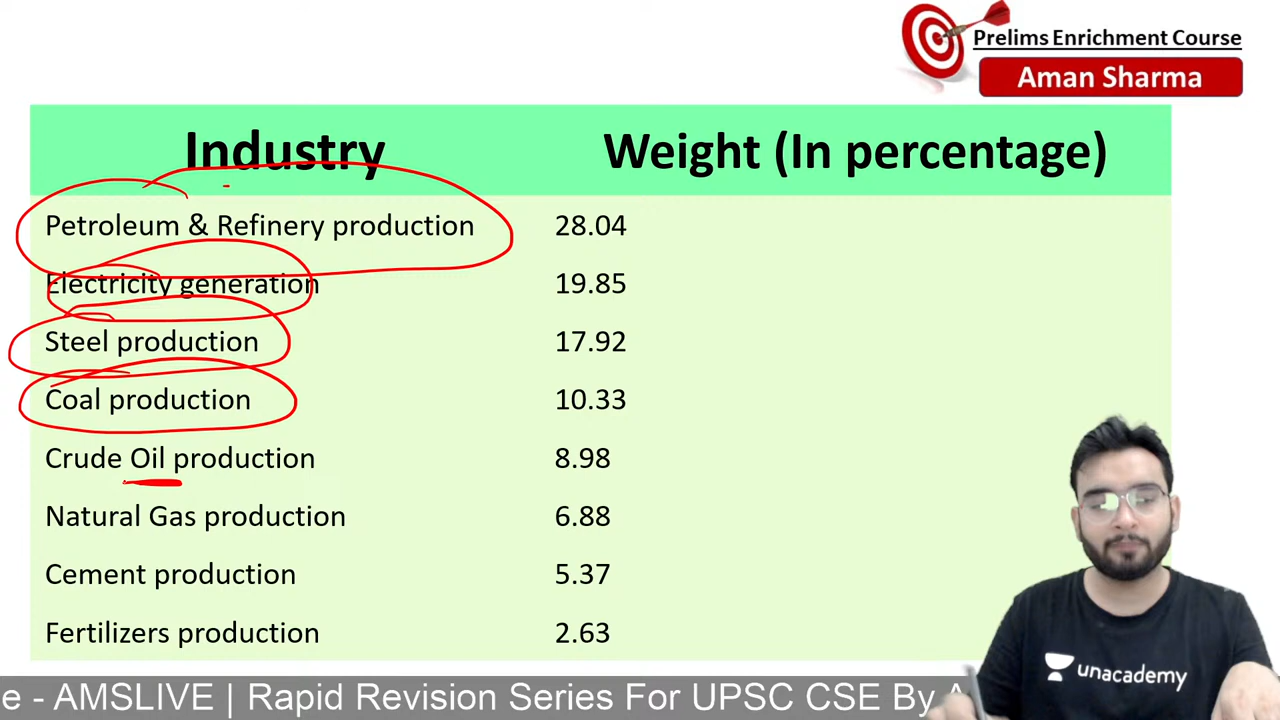 Prelims Enrichment Course
Aman Sharma
Industry Weight (In percentage)
Petroleum & Refinery production 28.04
Electricity generation 19.85
Steel production 17.92
Coal production 10.33
Crude Oil production 8.98
Natural Gas production 6.88
Cement production 5.37
Fertilizers production 2.63
unacademy
e - AMSLIVE | Rapid Revision Series For UPSC CSE By A